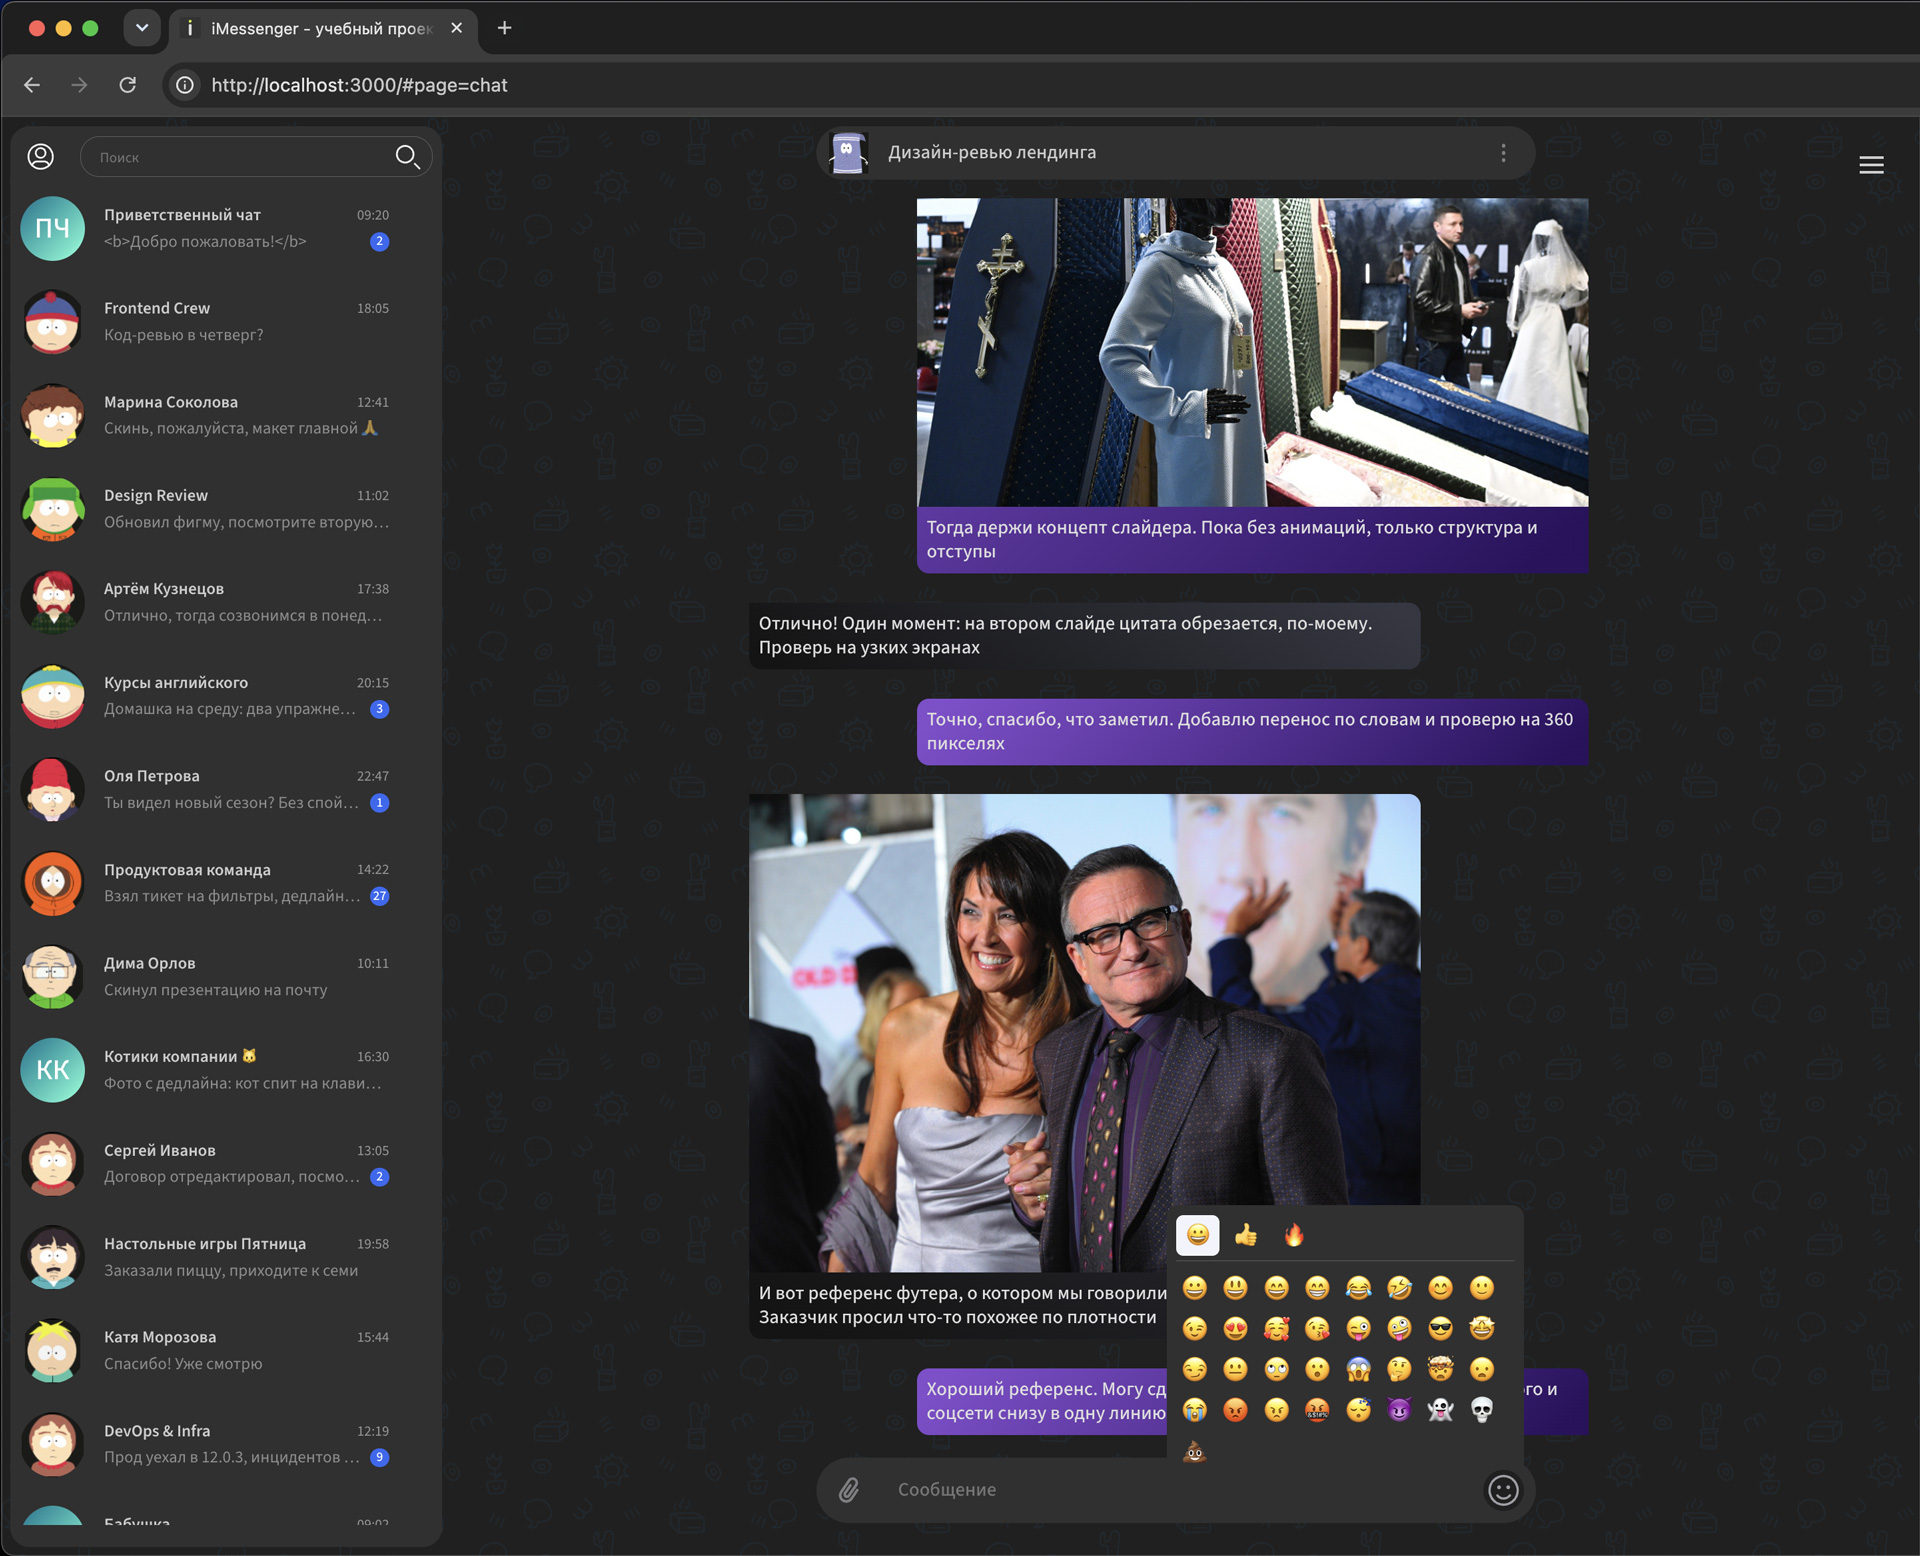 iMessenger - учебный проек
http://localhost:3000/#page=chat
Поиск
Приветственный чат 09:20
<b>Добро пожаловать!</b> 2
Frontend Crew 18:05
Код-ревью в четверг?
Марина Соколова 12:41
Скинь, пожалуйста, макет главной 🙏
Design Review 11:02
Обновил фигму, посмотрите вторую…
Артём Кузнецов 17:38
Отлично, тогда созвонимся в понед…
Курсы английского 20:15
Домашка на среду: два упражне… 3
Оля Петрова 22:47
Ты видел новый сезон? Без спой… 1
Продуктовая команда 14:22
Взял тикет на фильтры, дедлайн… 27
Дима Орлов 10:11
Скинул презентацию на почту
Котики компании 🐱 16:30
Фото с дедлайна: кот спит на клави…
Сергей Иванов 13:05
Договор отредактировал, посмо… 2
Настольные игры Пятница 19:58
Заказали пиццу, приходите к семи
Катя Морозова 15:44
Спасибо! Уже смотрю
DevOps & Infra 12:19
Прод уехал в 12.0.3, инцидентов … 9
Бабушка 09:02
ПЧ
КК
Дизайн-ревью лендинга
Тогда держи концепт слайдера. Пока без анимаций, только структура и
отступы
Отлично! Один момент: на втором слайде цитата обрезается, по-моему.
Проверь на узких экранах
Точно, спасибо, что заметил. Добавлю перенос по словам и проверю на 360
пикселях
OLD
И вот референс футера, о котором мы говорили
Заказчик просил что-то похожее по плотности
Хороший референс. Могу сд го и
соцсети снизу в одну линию
Сообщение